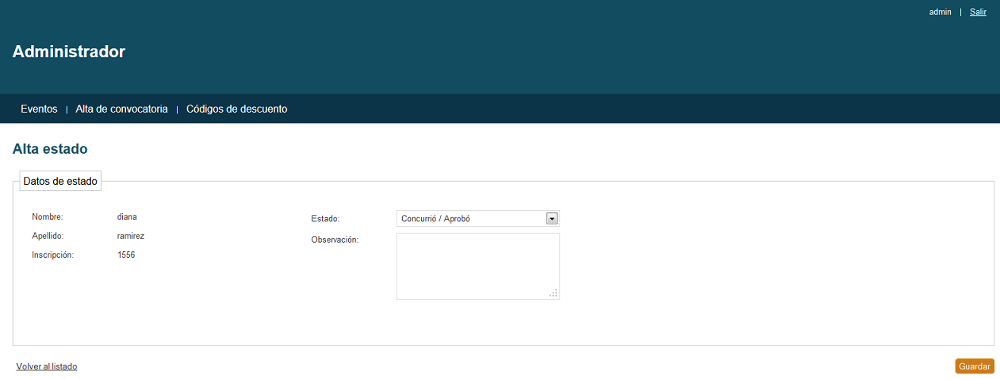 admin | Salir
Administrador
Eventos | Alta de convocatoria | Códigos de descuento
Alta estado
Datos de estado
Nombre: diana
Apellido: ramirez
Inscripción: 1556
Estado: Concurrió / Aprobó
Observación:
Volver al listado
Guardar